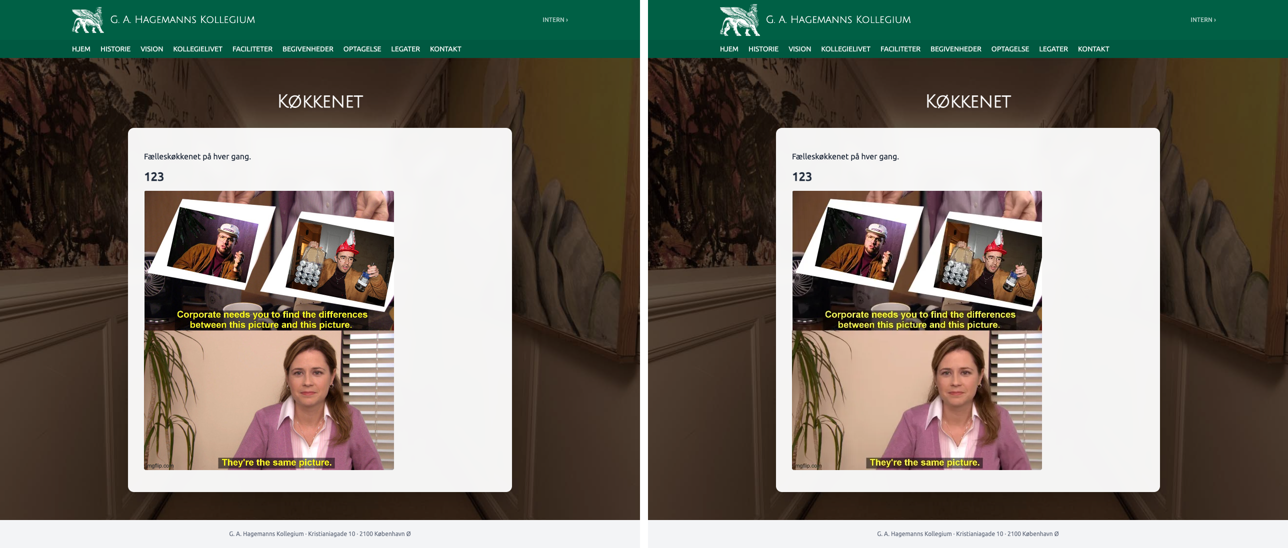 G. A. Hagemanns Kollegium
INTERN ›
HJEM HISTORIE VISION KOLLEGIELIVET FACILITETER BEGIVENHEDER OPTAGELSE LEGATER KONTAKT
Køkkenet
Fælleskøkkenet på hver gang.
123
Corporate needs you to find the differences
between this picture and this picture.
They're the same picture.
imgflip.com
G. A. Hagemanns Kollegium · Kristianiagade 10 · 2100 København Ø
G. A. Hagemanns Kollegium
INTERN ›
HJEM HISTORIE VISION KOLLEGIELIVET FACILITETER BEGIVENHEDER OPTAGELSE LEGATER KONTAKT
Køkkenet
Fælleskøkkenet på hver gang.
123
Corporate needs you to find the differences
between this picture and this picture.
They're the same picture.
imgflip.com
G. A. Hagemanns Kollegium · Kristianiagade 10 · 2100 København Ø